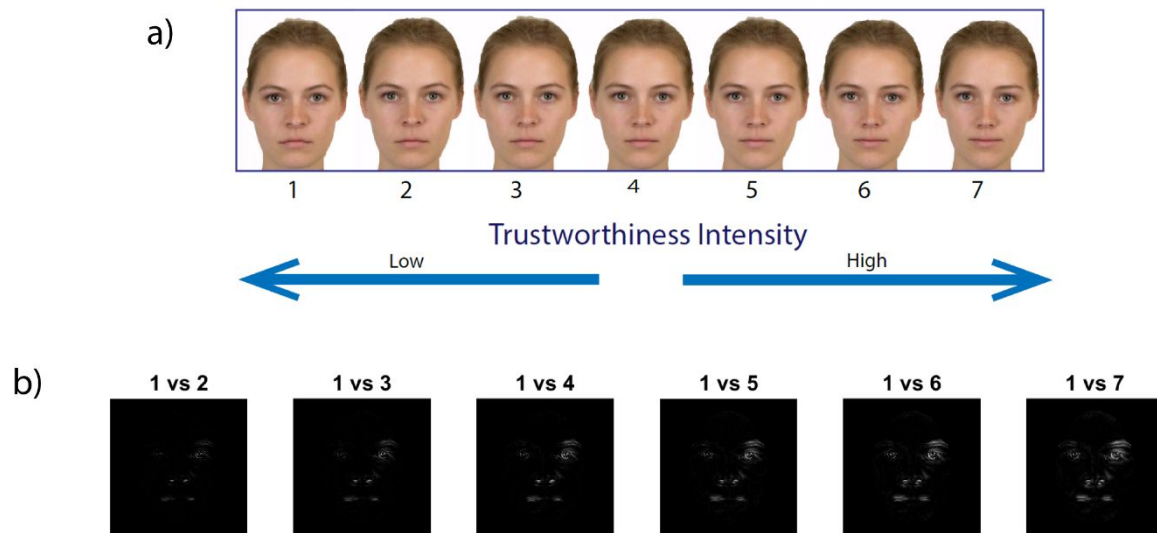 a)
1 2 3 4 5 6 7
Trustworthiness Intensity
Low High
b)
1 vs 2 1 vs 3 1 vs 4 1 vs 5 1 vs 6 1 vs 7